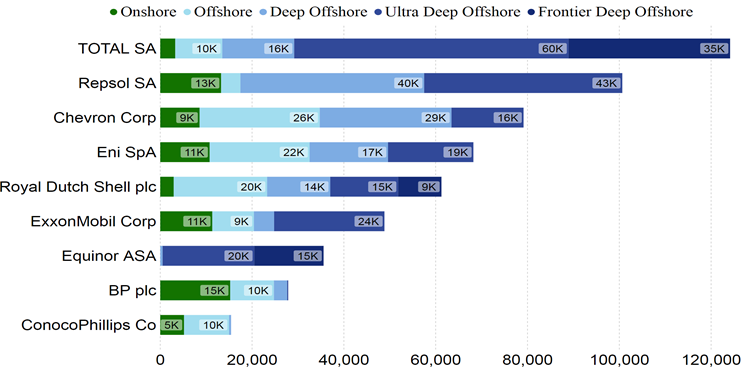 Onshore Offshore Deep Offshore Ultra Deep Offshore Frontier Deep Offshore
TOTAL SA 10K 16K 60K 35K
Repsol SA 13K 40K 43K
Chevron Corp 9K 26K 29K 16K
Eni SpA 11K 22K 17K 19K
Royal Dutch Shell plc 20K 14K 15K 9K
ExxonMobil Corp 11K 9K 24K
Equinor ASA 20K 15K
BP plc 15K 10K
ConocoPhillips Co 5K 10K
0 20,000 40,000 60,000 80,000 100,000 120,000